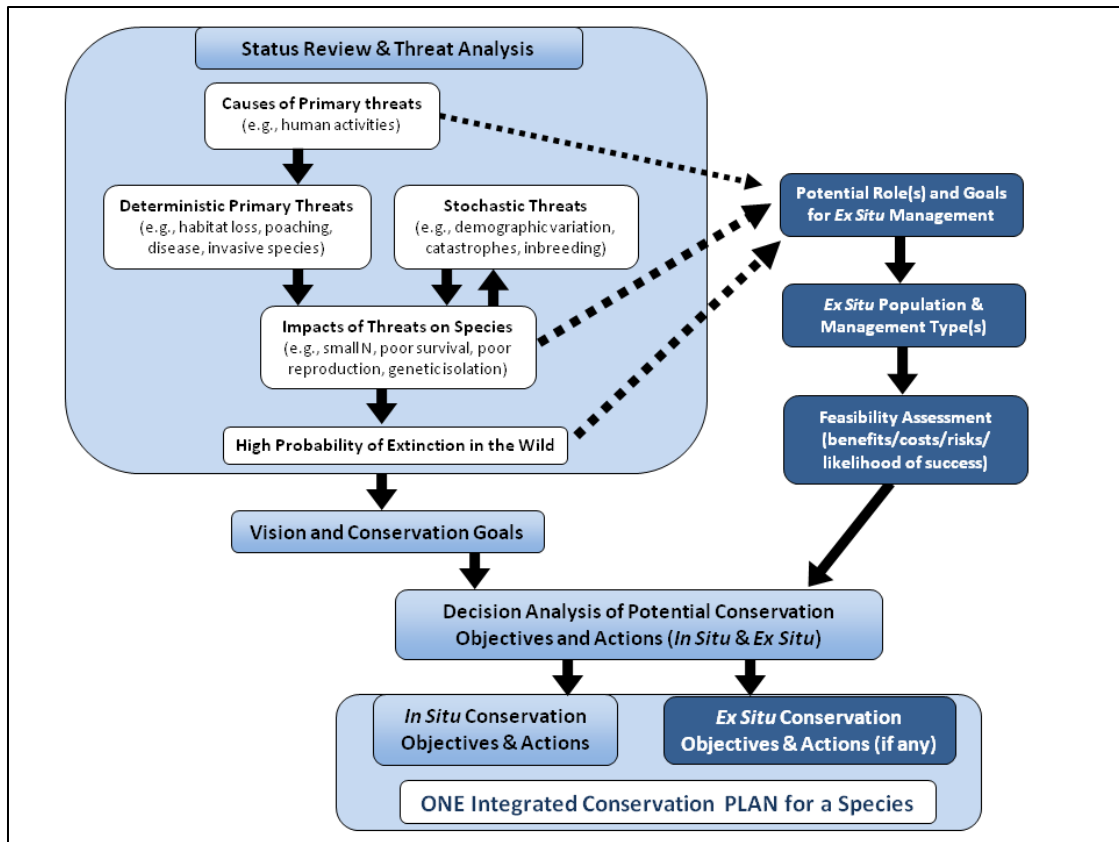 Status Review & Threat Analysis
Causes of Primary threats
(e.g., human activities)
Deterministic Primary Threats
(e.g., habitat loss, poaching,
disease, invasive species)
Stochastic Threats
(e.g., demographic variation,
catastrophes, inbreeding)
Impacts of Threats on Species
(e.g., small N, poor survival, poor
reproduction, genetic isolation)
High Probability of Extinction in the Wild
Potential Role(s) and Goals
for Ex Situ Management
Ex Situ Population &
Management Type(s)
Feasibility Assessment
(benefits/costs/risks/
likelihood of success)
Vision and Conservation Goals
Decision Analysis of Potential Conservation
Objectives and Actions (In Situ & Ex Situ)
In Situ Conservation
Objectives & Actions
Ex Situ Conservation
Objectives & Actions (if any)
ONE Integrated Conservation PLAN for a Species